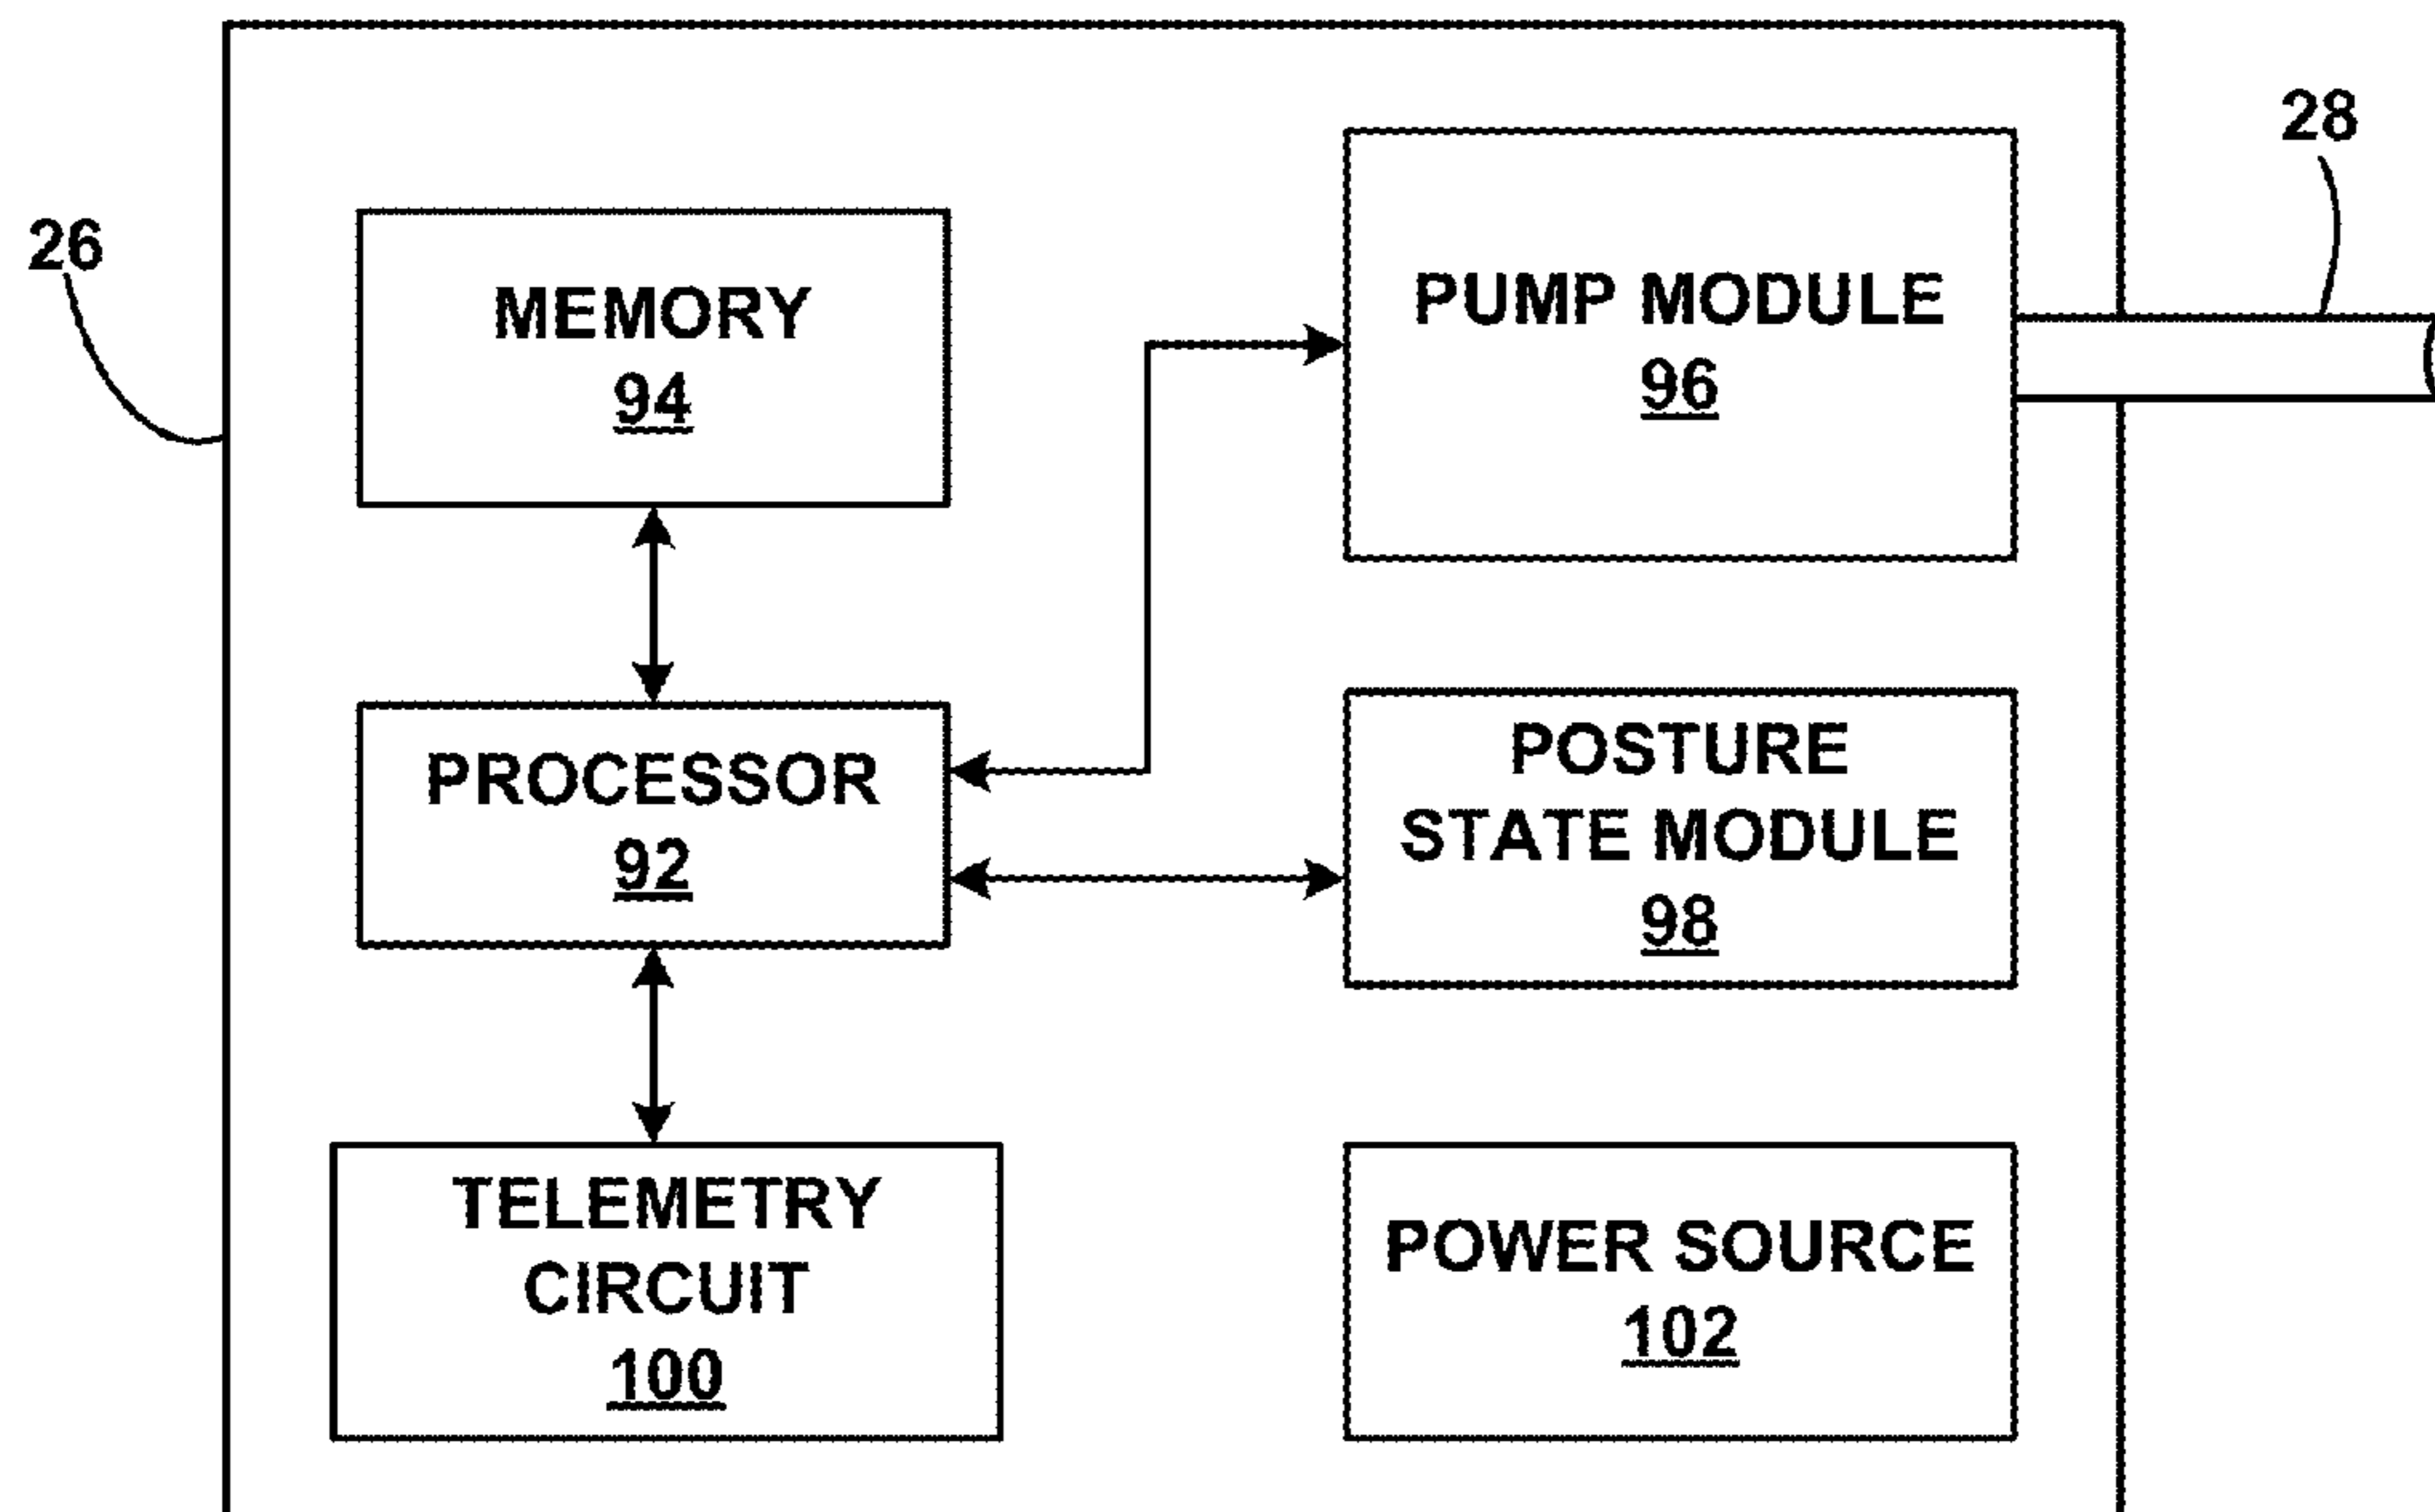 26
28
MEMORY
94
PUMP MODULE
96
PROCESSOR
92
POSTURE
STATE MODULE
98
TELEMETRY
CIRCUIT
100
POWER SOURCE
102